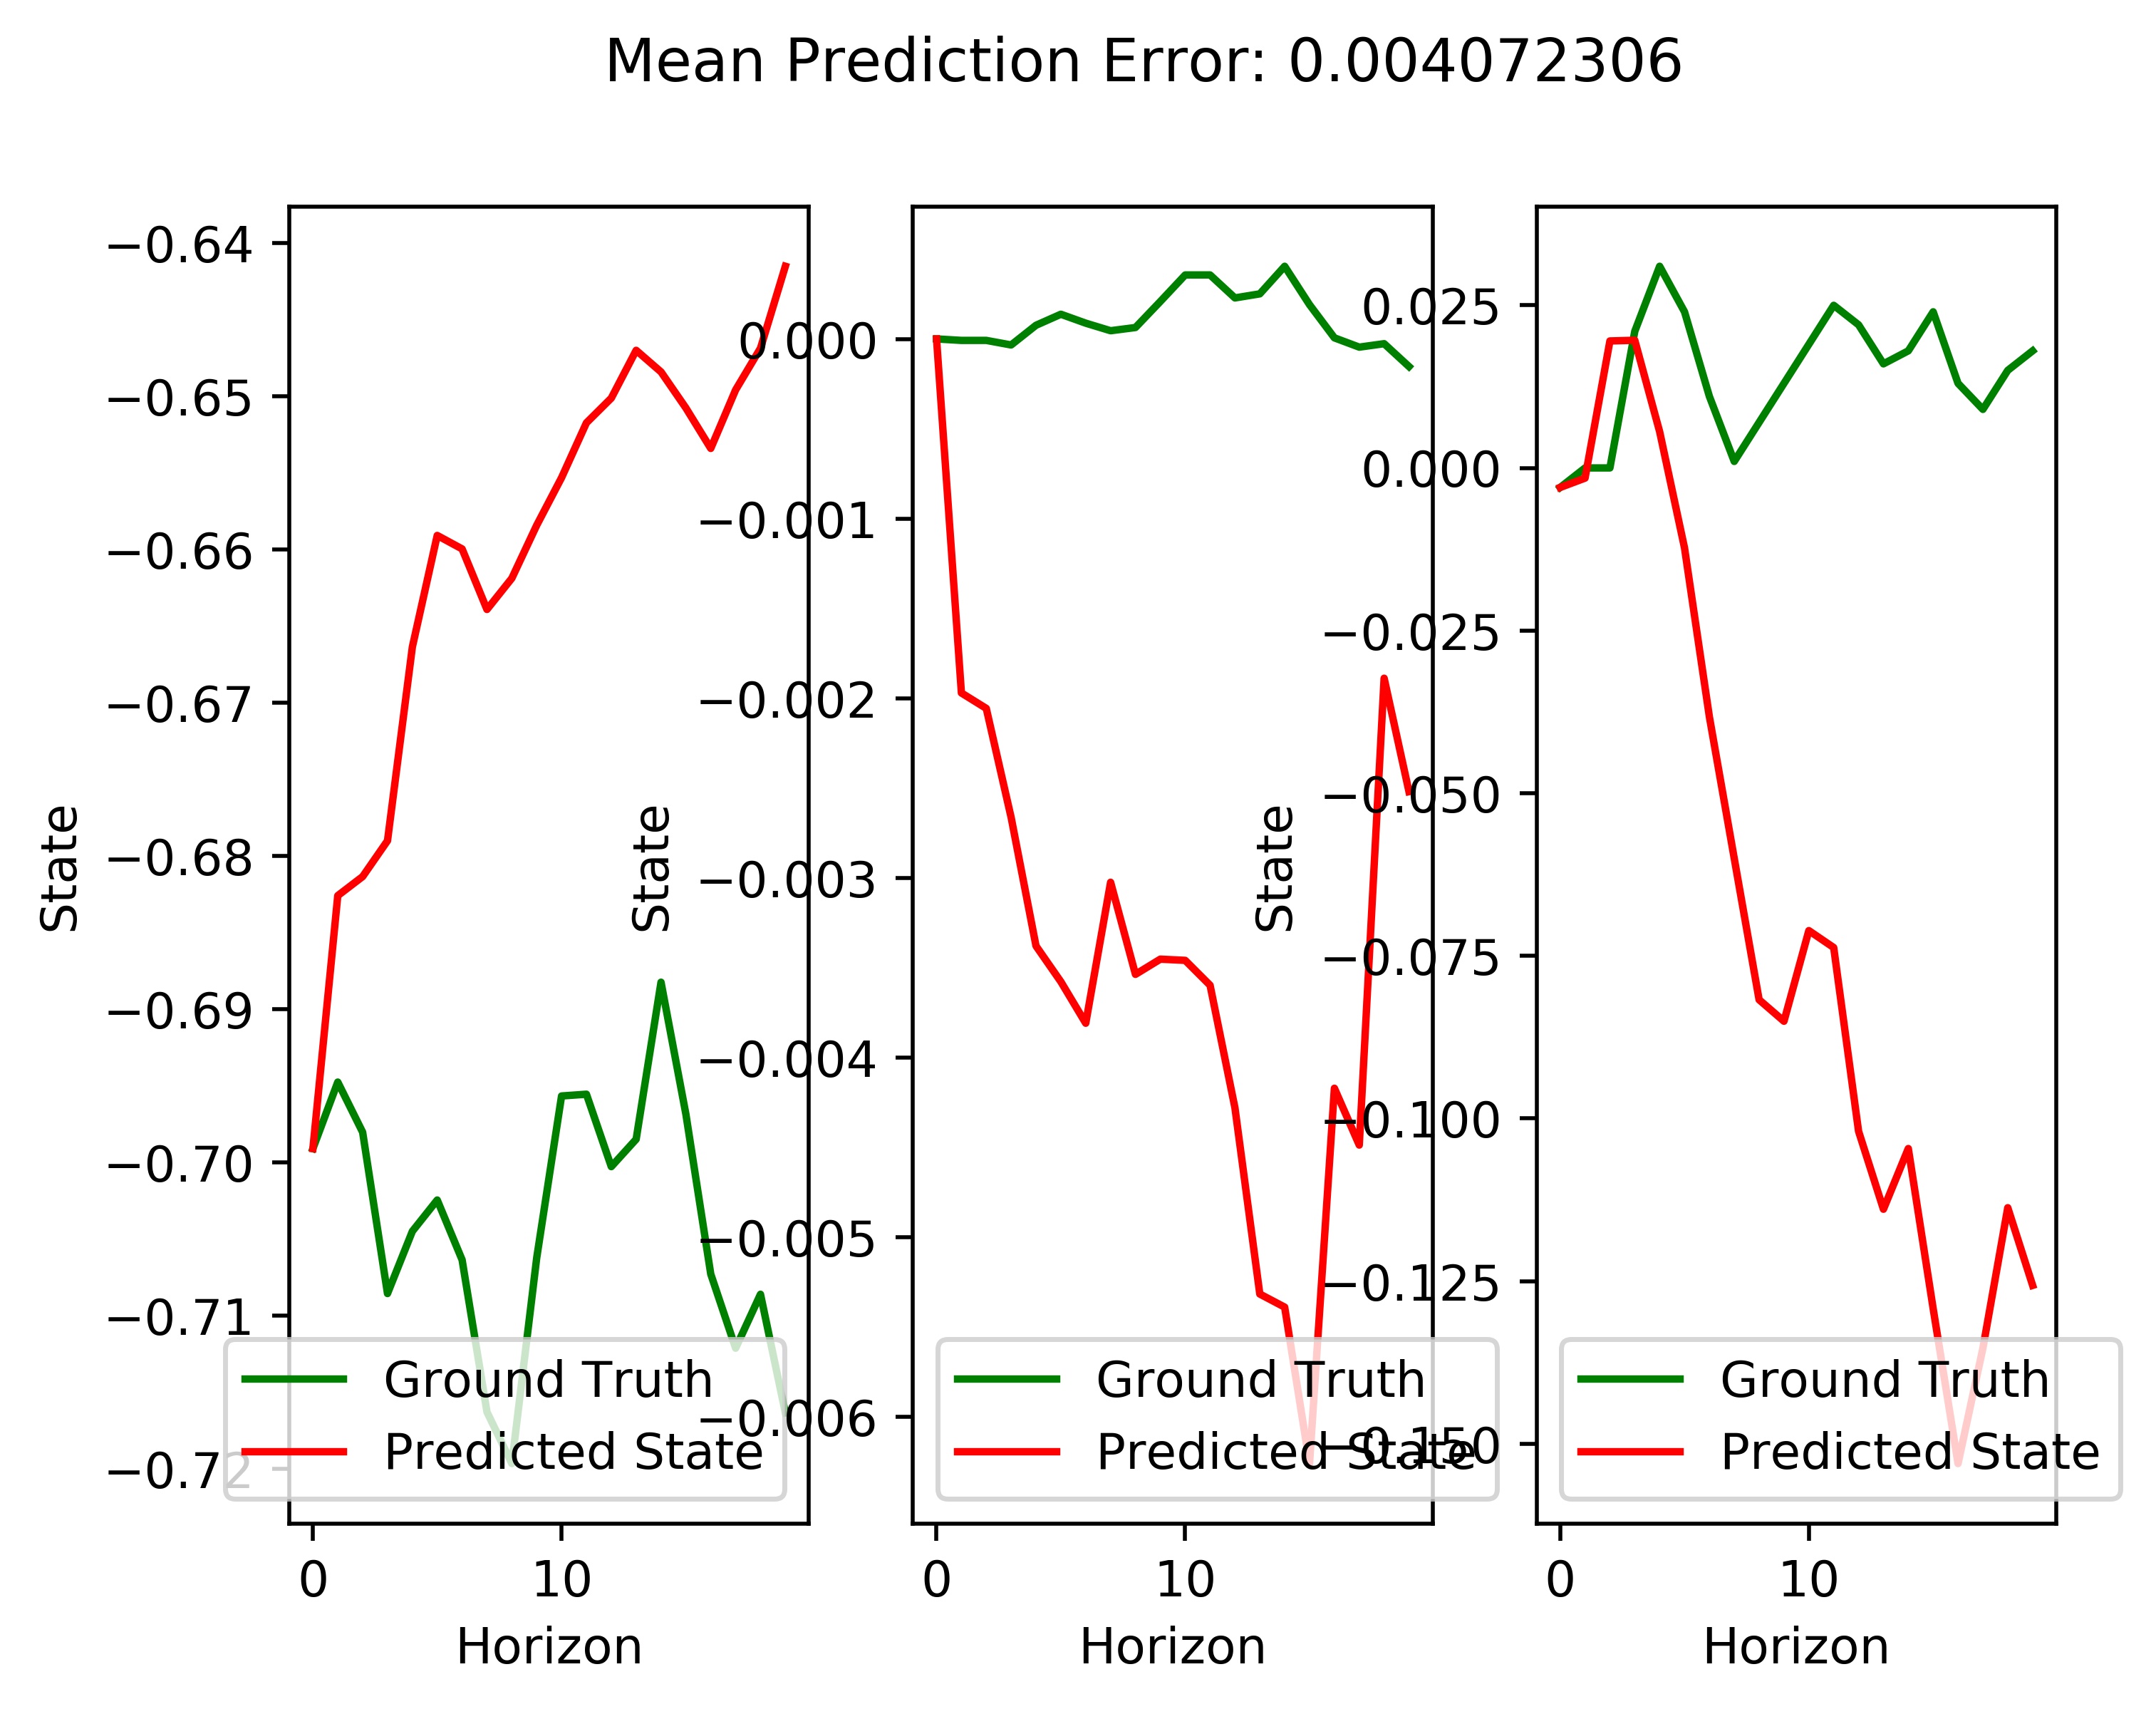 Mean Prediction Error: 0.004072306
State
−0.64
−0.65
−0.66
−0.67
−0.68
−0.69
−0.70
−0.71
−0.72
Ground Truth
Predicted State
0
10
Horizon
State
0.000
−0.001
−0.002
−0.003
−0.004
−0.005
−0.006
Ground Truth
Predicted State
0
10
Horizon
State
0.025
0.000
−0.025
−0.050
−0.075
−0.100
−0.125
−0.150
Ground Truth
Predicted State
0
10
Horizon